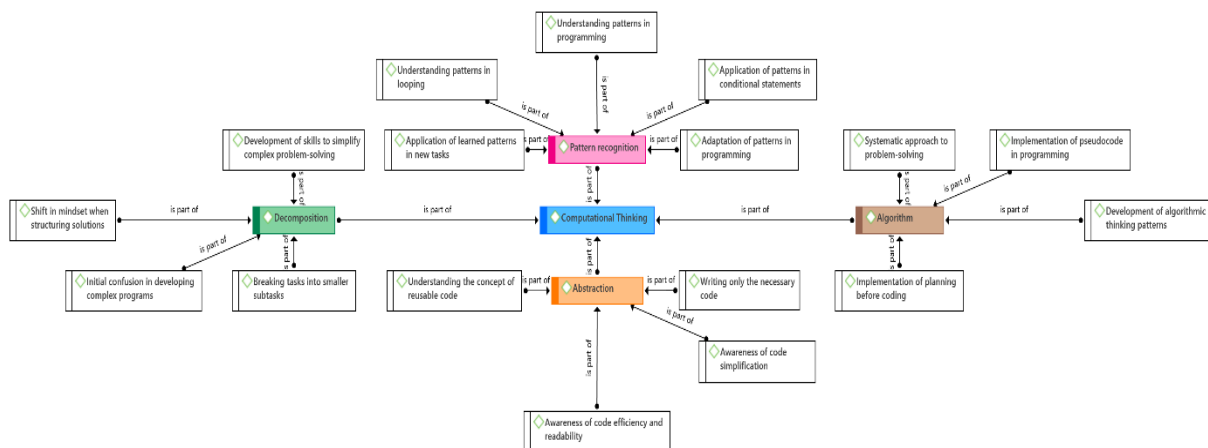 Understanding patterns in
programming
Understanding patterns in
looping
Application of patterns in
conditional statements
is part of
is part of
is part of
Development of skills to simplify
complex problem-solving
Application of learned patterns
in new tasks
is part of
Pattern recognition
is part of
Adaptation of patterns in
programming
Systematic approach to
problem-solving
Implementation of pseudocode
in programming
is part of
is part of
is part of
is part of
Shift in mindset when
structuring solutions
is part of
Decomposition
is part of
Computational Thinking
is part of
Algorithm
is part of
Development of algorithmic
thinking patterns
is part of
is part of
is part of
is part of
Initial confusion in developing
complex programs
Breaking tasks into smaller
subtasks
Understanding the concept of
reusable code
is part of
Abstraction
is part of
Writing only the necessary
code
Implementation of planning
before coding
is part of
is part of
Awareness of code
simplification
Awareness of code efficiency and
readability